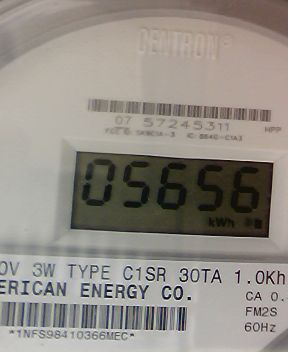 CENTRON®
07 57245311 HPP
05656
kWh
0V 3W TYPE C1SR 30TA 1.0Kh
ERICAN ENERGY CO.
CA 0.
FM2S
*1NFS98410366MEC*
60Hz